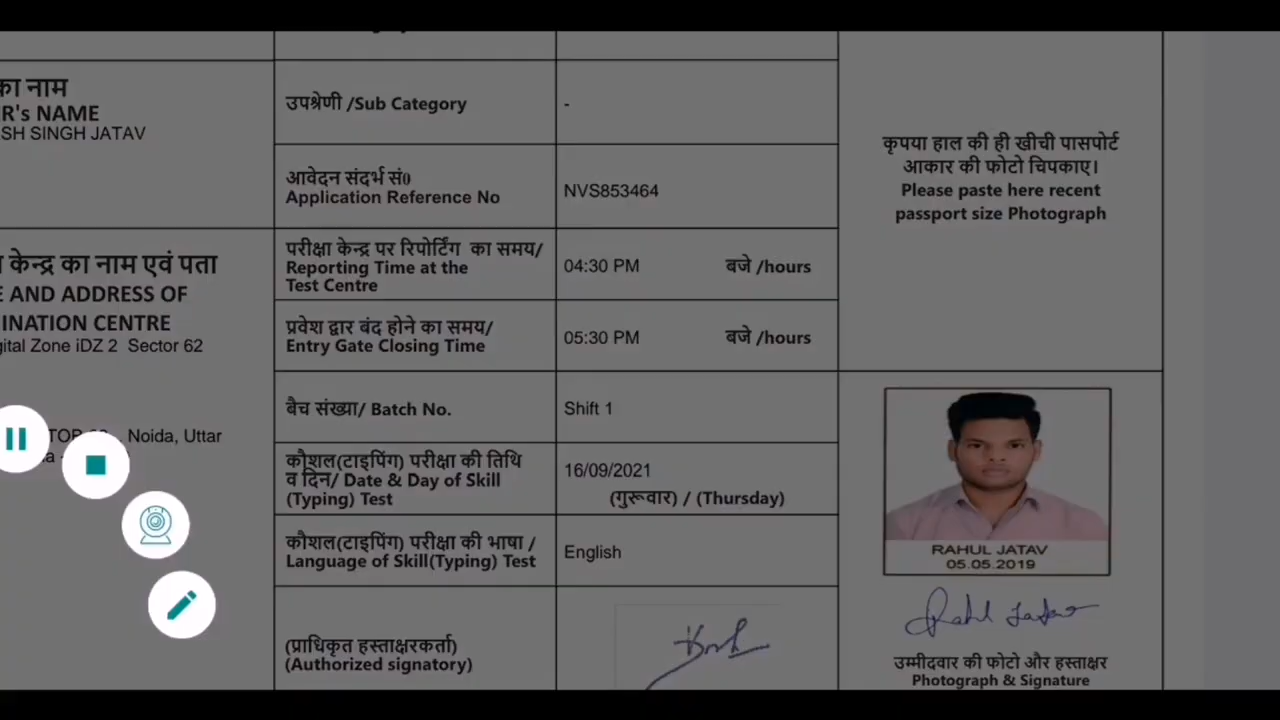 का नाम
R's NAME
SH SINGH JATAV
केन्द्र का नाम एवं पता
E AND ADDRESS OF
INATION CENTRE
gital Zone iDZ 2 Sector 62
Noida, Uttar
उपश्रेणी /Sub Category
-
आवेदन संदर्भ सं0
Application Reference No
NVS853464
परीक्षा केन्द्र पर रिपोर्टिंग का समय/
Reporting Time at the
Test Centre
04:30 PM बजे /hours
प्रवेश द्वार बंद होने का समय/
Entry Gate Closing Time
05:30 PM बजे /hours
बैच संख्या/ Batch No.
Shift 1
कौशल(टाइपिंग) परीक्षा की तिथि
व दिन/ Date & Day of Skill
(Typing) Test
16/09/2021
(गुरूवार) / (Thursday)
कौशल(टाइपिंग) परीक्षा की भाषा /
Language of Skill(Typing) Test
English
(प्राधिकृत हस्ताक्षरकर्ता)
(Authorized signatory)
कृपया हाल की ही खींची पासपोर्ट
आकार की फोटो चिपकाए।
Please paste here recent
passport size Photograph
RAHUL JATAV
05.05.2019
Rahul Jatav
उम्मीदवार की फोटो और हस्ताक्षर
Photograph & Signature